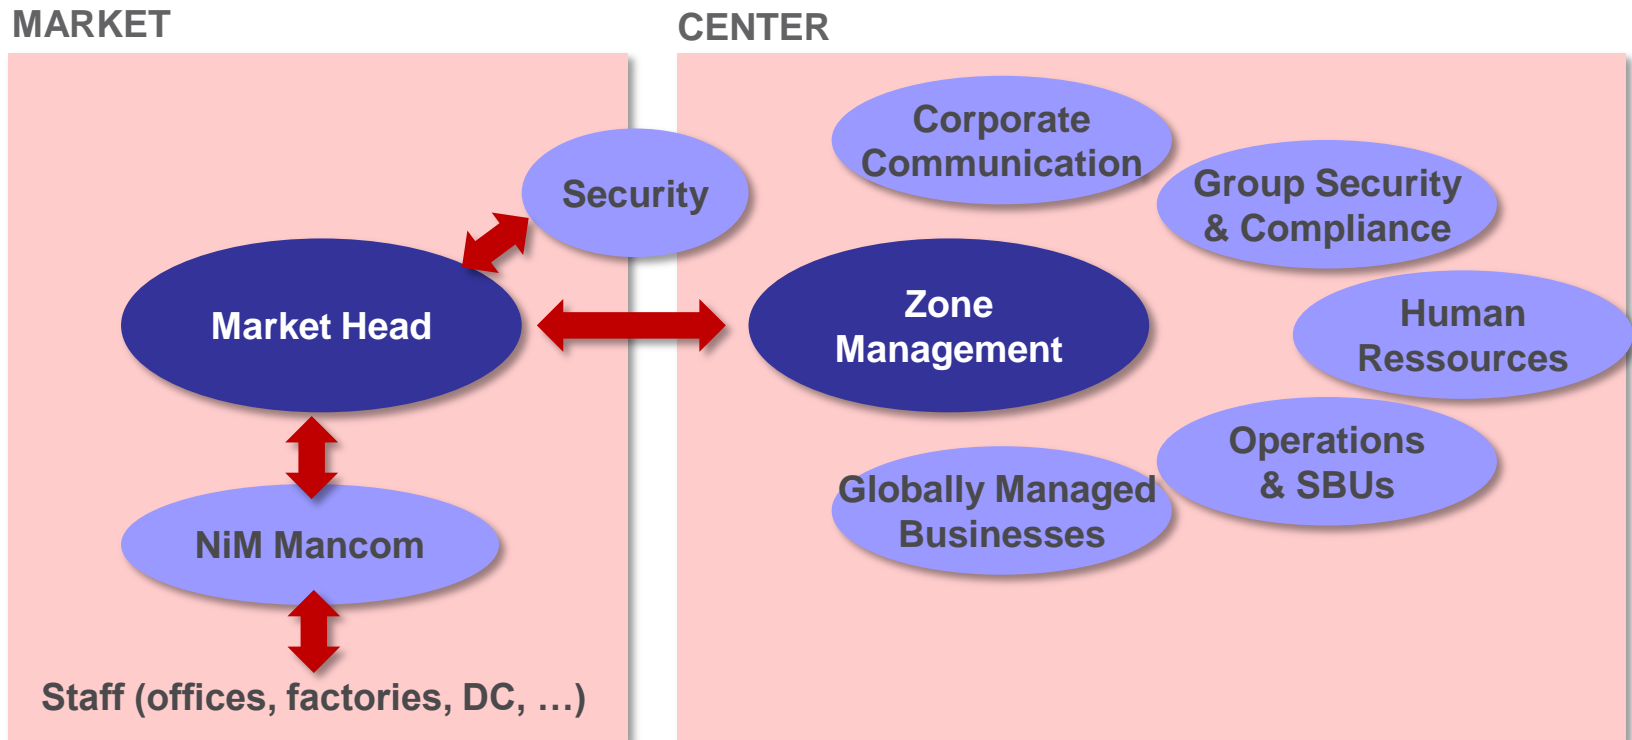 MARKET
CENTER
Corporate
Communication
Security
Group Security
& Compliance
Market Head
Zone
Management
Human
Ressources
Operations
& SBUs
Globally Managed
Businesses
NiM Mancom
Staff (offices, factories, DC, …)